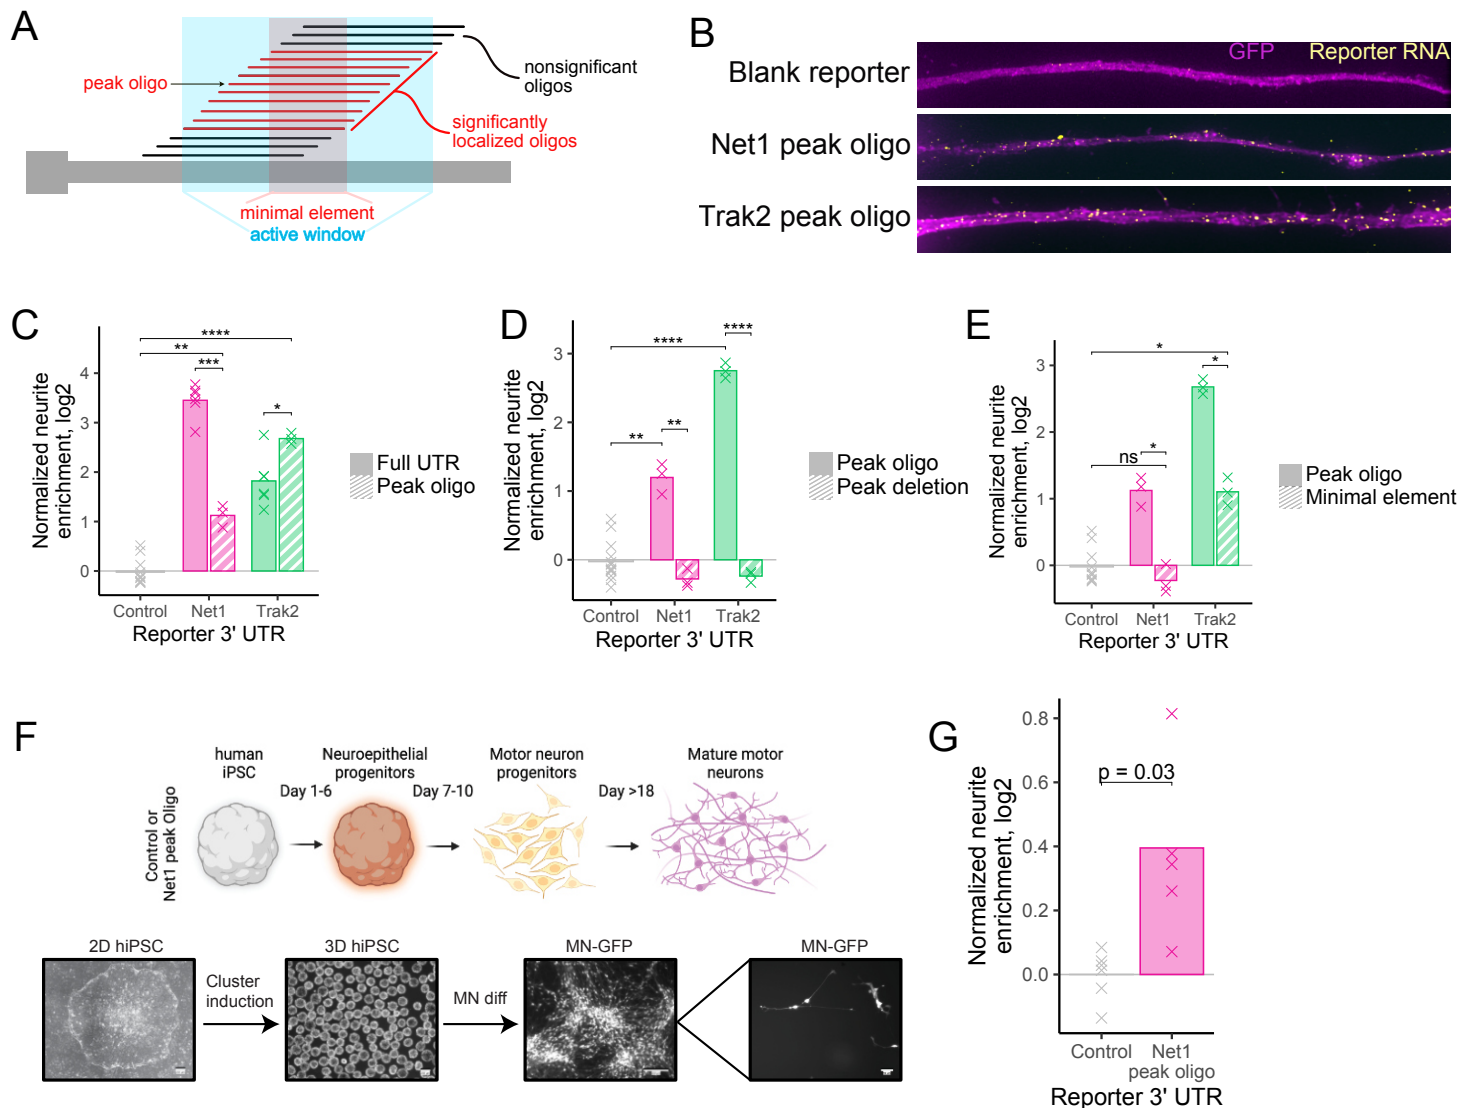 A
peak oligo
nonsignificant
oligos
significantly
localized oligos
minimal element
active window
B
GFP
Reporter RNA
Blank reporter
Net1 peak oligo
Trak2 peak oligo
C
Normalized neurite
enrichment, log2
4
3
2
1
0
****
**
***
*
Control
Net1
Trak2
Reporter 3' UTR
Full UTR
Peak oligo
D
Normalized neurite
enrichment, log2
3
2
1
0
****
****
**
**
Control
Net1
Trak2
Reporter 3' UTR
Peak oligo
Peak deletion
E
Normalized neurite
enrichment, log2
3
2
1
0
*
*
*
ns
Control
Net1
Trak2
Reporter 3' UTR
Peak oligo
Minimal element
F
Control or
Net1 peak Oligo
human
iPSC
Day 1-6
Neuroepithelial
progenitors
Day 7-10
Motor neuron
progenitors
Day >18
Mature motor
neurons
2D hiPSC
Cluster
induction
3D hiPSC
MN diff
MN-GFP
MN-GFP
G
Normalized neurite
enrichment, log2
0.8
0.6
0.4
0.2
0.0
p = 0.03
Control
Net1
peak oligo
Reporter 3' UTR